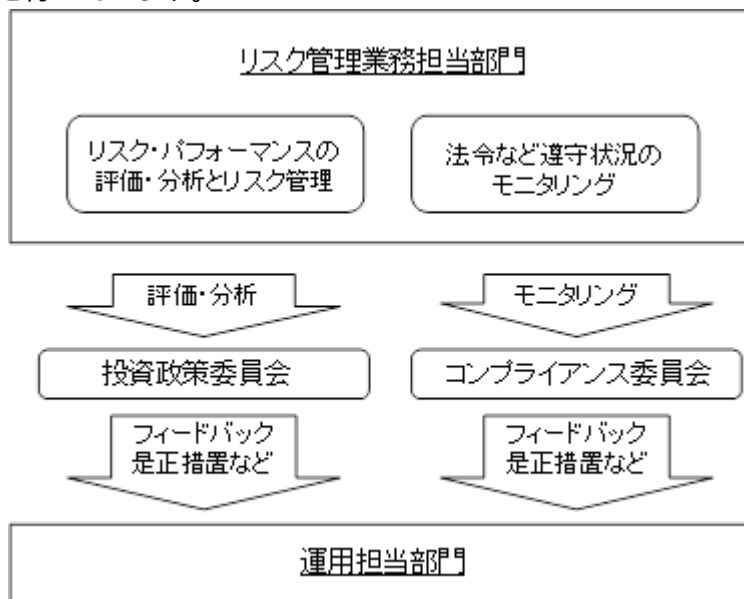 リスク管理業務担当部門
リスク・パフォーマンスの
評価・分析とリスク管理
法令など遵守状況の
モニタリング
評価・分析
モニタリング
投資政策委員会
コンプライアンス委員会
フィードバック
是正措置など
フィードバック
是正措置など
運用担当部門